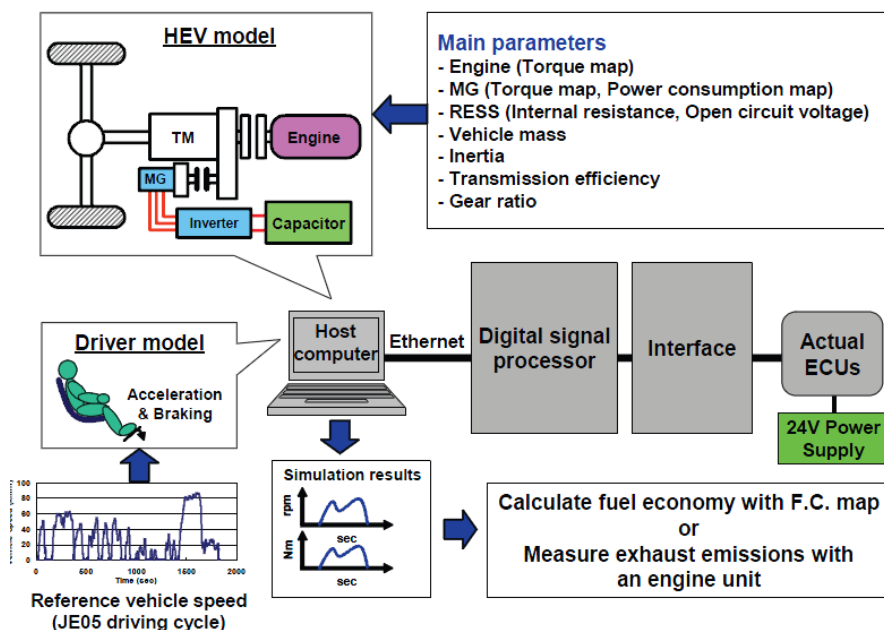 HEV model
TM
Engine
MG
Inverter
Capacitor
Main parameters
- Engine (Torque map)
- MG (Torque map, Power consumption map)
- RESS (Internal resistance, Open circuit voltage)
- Vehicle mass
- Inertia
- Transmission efficiency
- Gear ratio
Driver model
Acceleration
& Braking
Host
computer
Ethernet
Digital signal
processor
Interface
Actual
ECUs
24V Power
Supply
100
80
60
40
20
0
0
500
1000
1500
2000
Time (sec)
Reference vehicle speed
(JE05 driving cycle)
Simulation results
rpm
sec
Nm
sec
Calculate fuel economy with F.C. map
or
Measure exhaust emissions with
an engine unit